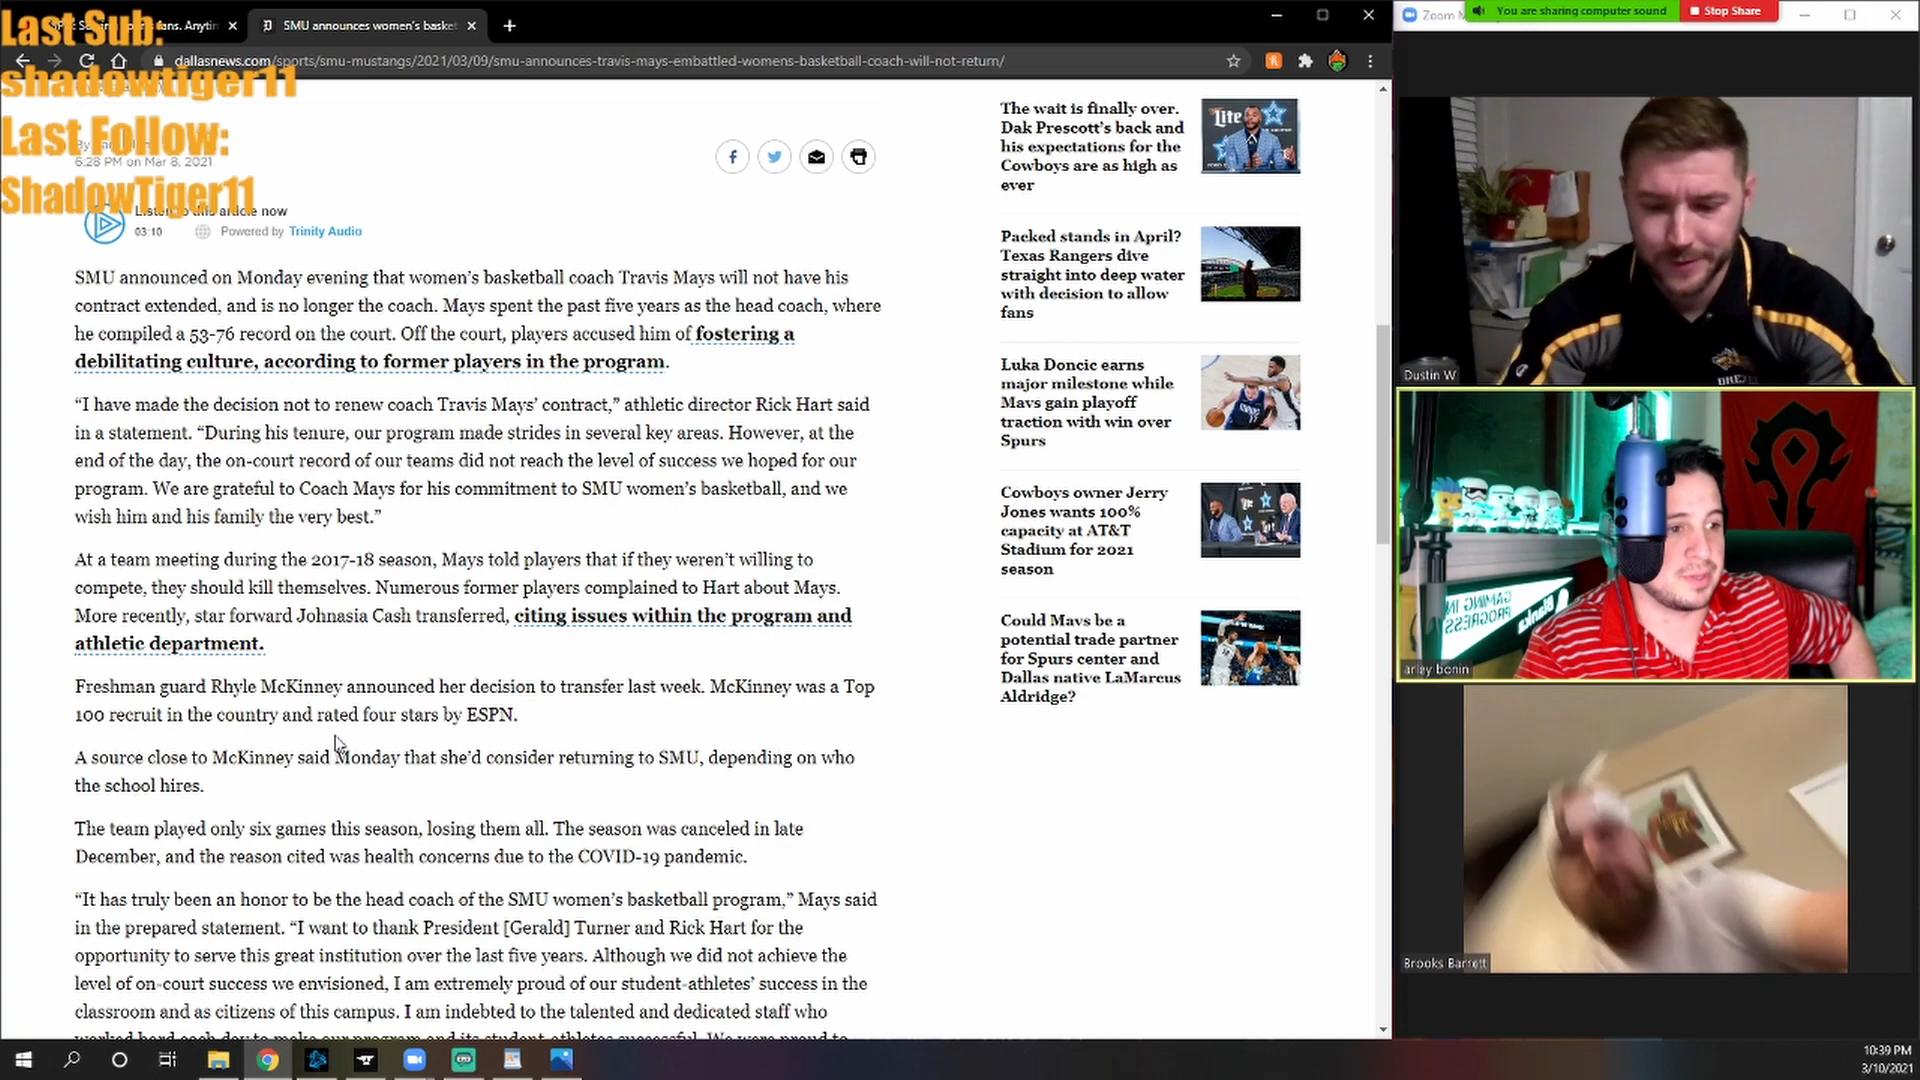 Last Sub:
shadowtiger11
Last Follow:
ShadowTiger11
SMU announces women's basket
dallasnews.com/sports/smu-mustangs/2021/03/09/smu-announces-travis-mays-embattled-womens-basketball-coach-will-not-return/
6:28 PM on Mar 8, 2021
Listen to this article now
03:10
Powered by Trinity Audio
SMU announced on Monday evening that women's basketball coach Travis Mays will not have his
contract extended, and is no longer the coach. Mays spent the past five years as the head coach, where
he compiled a 53-76 record on the court. Off the court, players accused him of fostering a
debilitating culture, according to former players in the program.
“I have made the decision not to renew coach Travis Mays’ contract,” athletic director Rick Hart said
in a statement. “During his tenure, our program made strides in several key areas. However, at the
end of the day, the on-court record of our teams did not reach the level of success we hoped for our
program. We are grateful to Coach Mays for his commitment to SMU women’s basketball, and we
wish him and his family the very best.”
At a team meeting during the 2017-18 season, Mays told players that if they weren’t willing to
compete, they should kill themselves. Numerous former players complained to Hart about Mays.
More recently, star forward Johnasia Cash transferred, citing issues within the program and
athletic department.
Freshman guard Rhyle McKinney announced her decision to transfer last week. McKinney was a Top
100 recruit in the country and rated four stars by ESPN.
A source close to McKinney said Monday that she’d consider returning to SMU, depending on who
the school hires.
The team played only six games this season, losing them all. The season was canceled in late
December, and the reason cited was health concerns due to the COVID-19 pandemic.
“It has truly been an honor to be the head coach of the SMU women’s basketball program,” Mays said
in the prepared statement. “I want to thank President [Gerald] Turner and Rick Hart for the
opportunity to serve this great institution over the last five years. Although we did not achieve the
level of on-court success we envisioned, I am extremely proud of our student-athletes’ success in the
classroom and as citizens of this campus. I am indebted to the talented and dedicated staff who
The wait is finally over.
Dak Prescott’s back and
his expectations for the
Cowboys are as high as
ever
Packed stands in April?
Texas Rangers dive
straight into deep water
with decision to allow
fans
Luka Doncic earns
major milestone while
Mavs gain playoff
traction with win over
Spurs
Cowboys owner Jerry
Jones wants 100%
capacity at AT&T
Stadium for 2021
season
Could Mavs be a
potential trade partner
for Spurs center and
Dallas native LaMarcus
Aldridge?
Lite
Zoom
You are sharing computer sound
Stop Share
Dustin W
GAMING IN
PROGRESS
arley bonin
Brooks Barrett
10:39 PM
3/10/2021